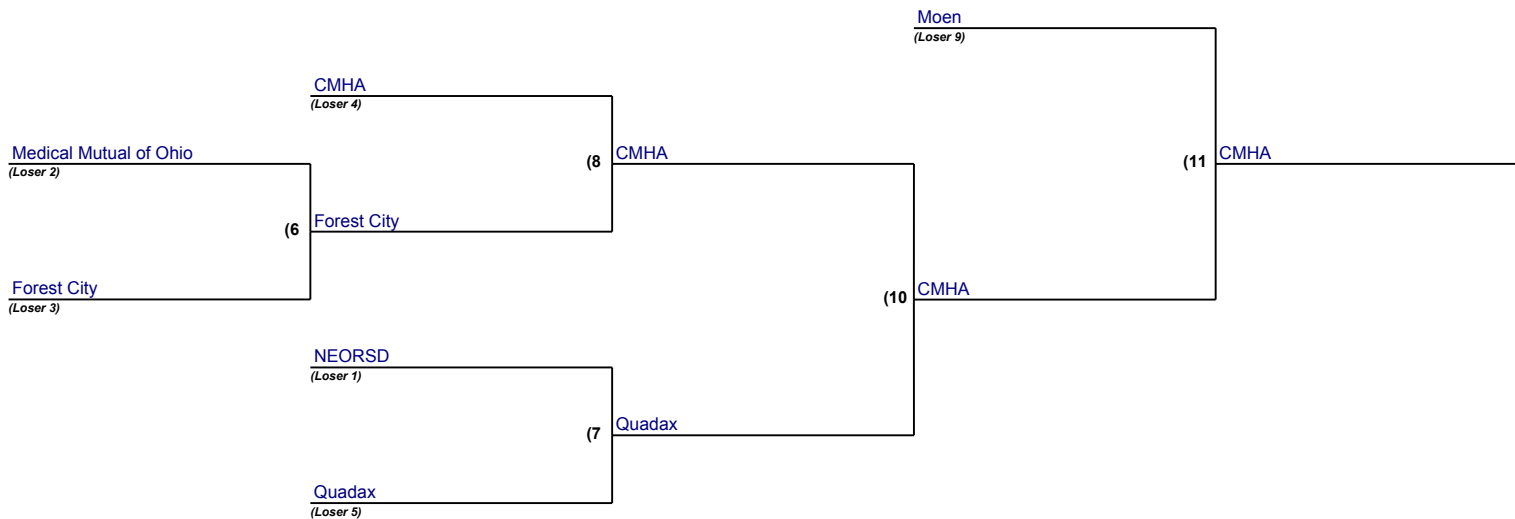 Moen
(Loser 9)
CMHA
(Loser 4)
Medical Mutual of Ohio
(Loser 2)
(8
CMHA
(11
CMHA
(6
Forest City
Forest City
(Loser 3)
(10
CMHA
NEORSD
(Loser 1)
(7
Quadax
Quadax
(Loser 5)